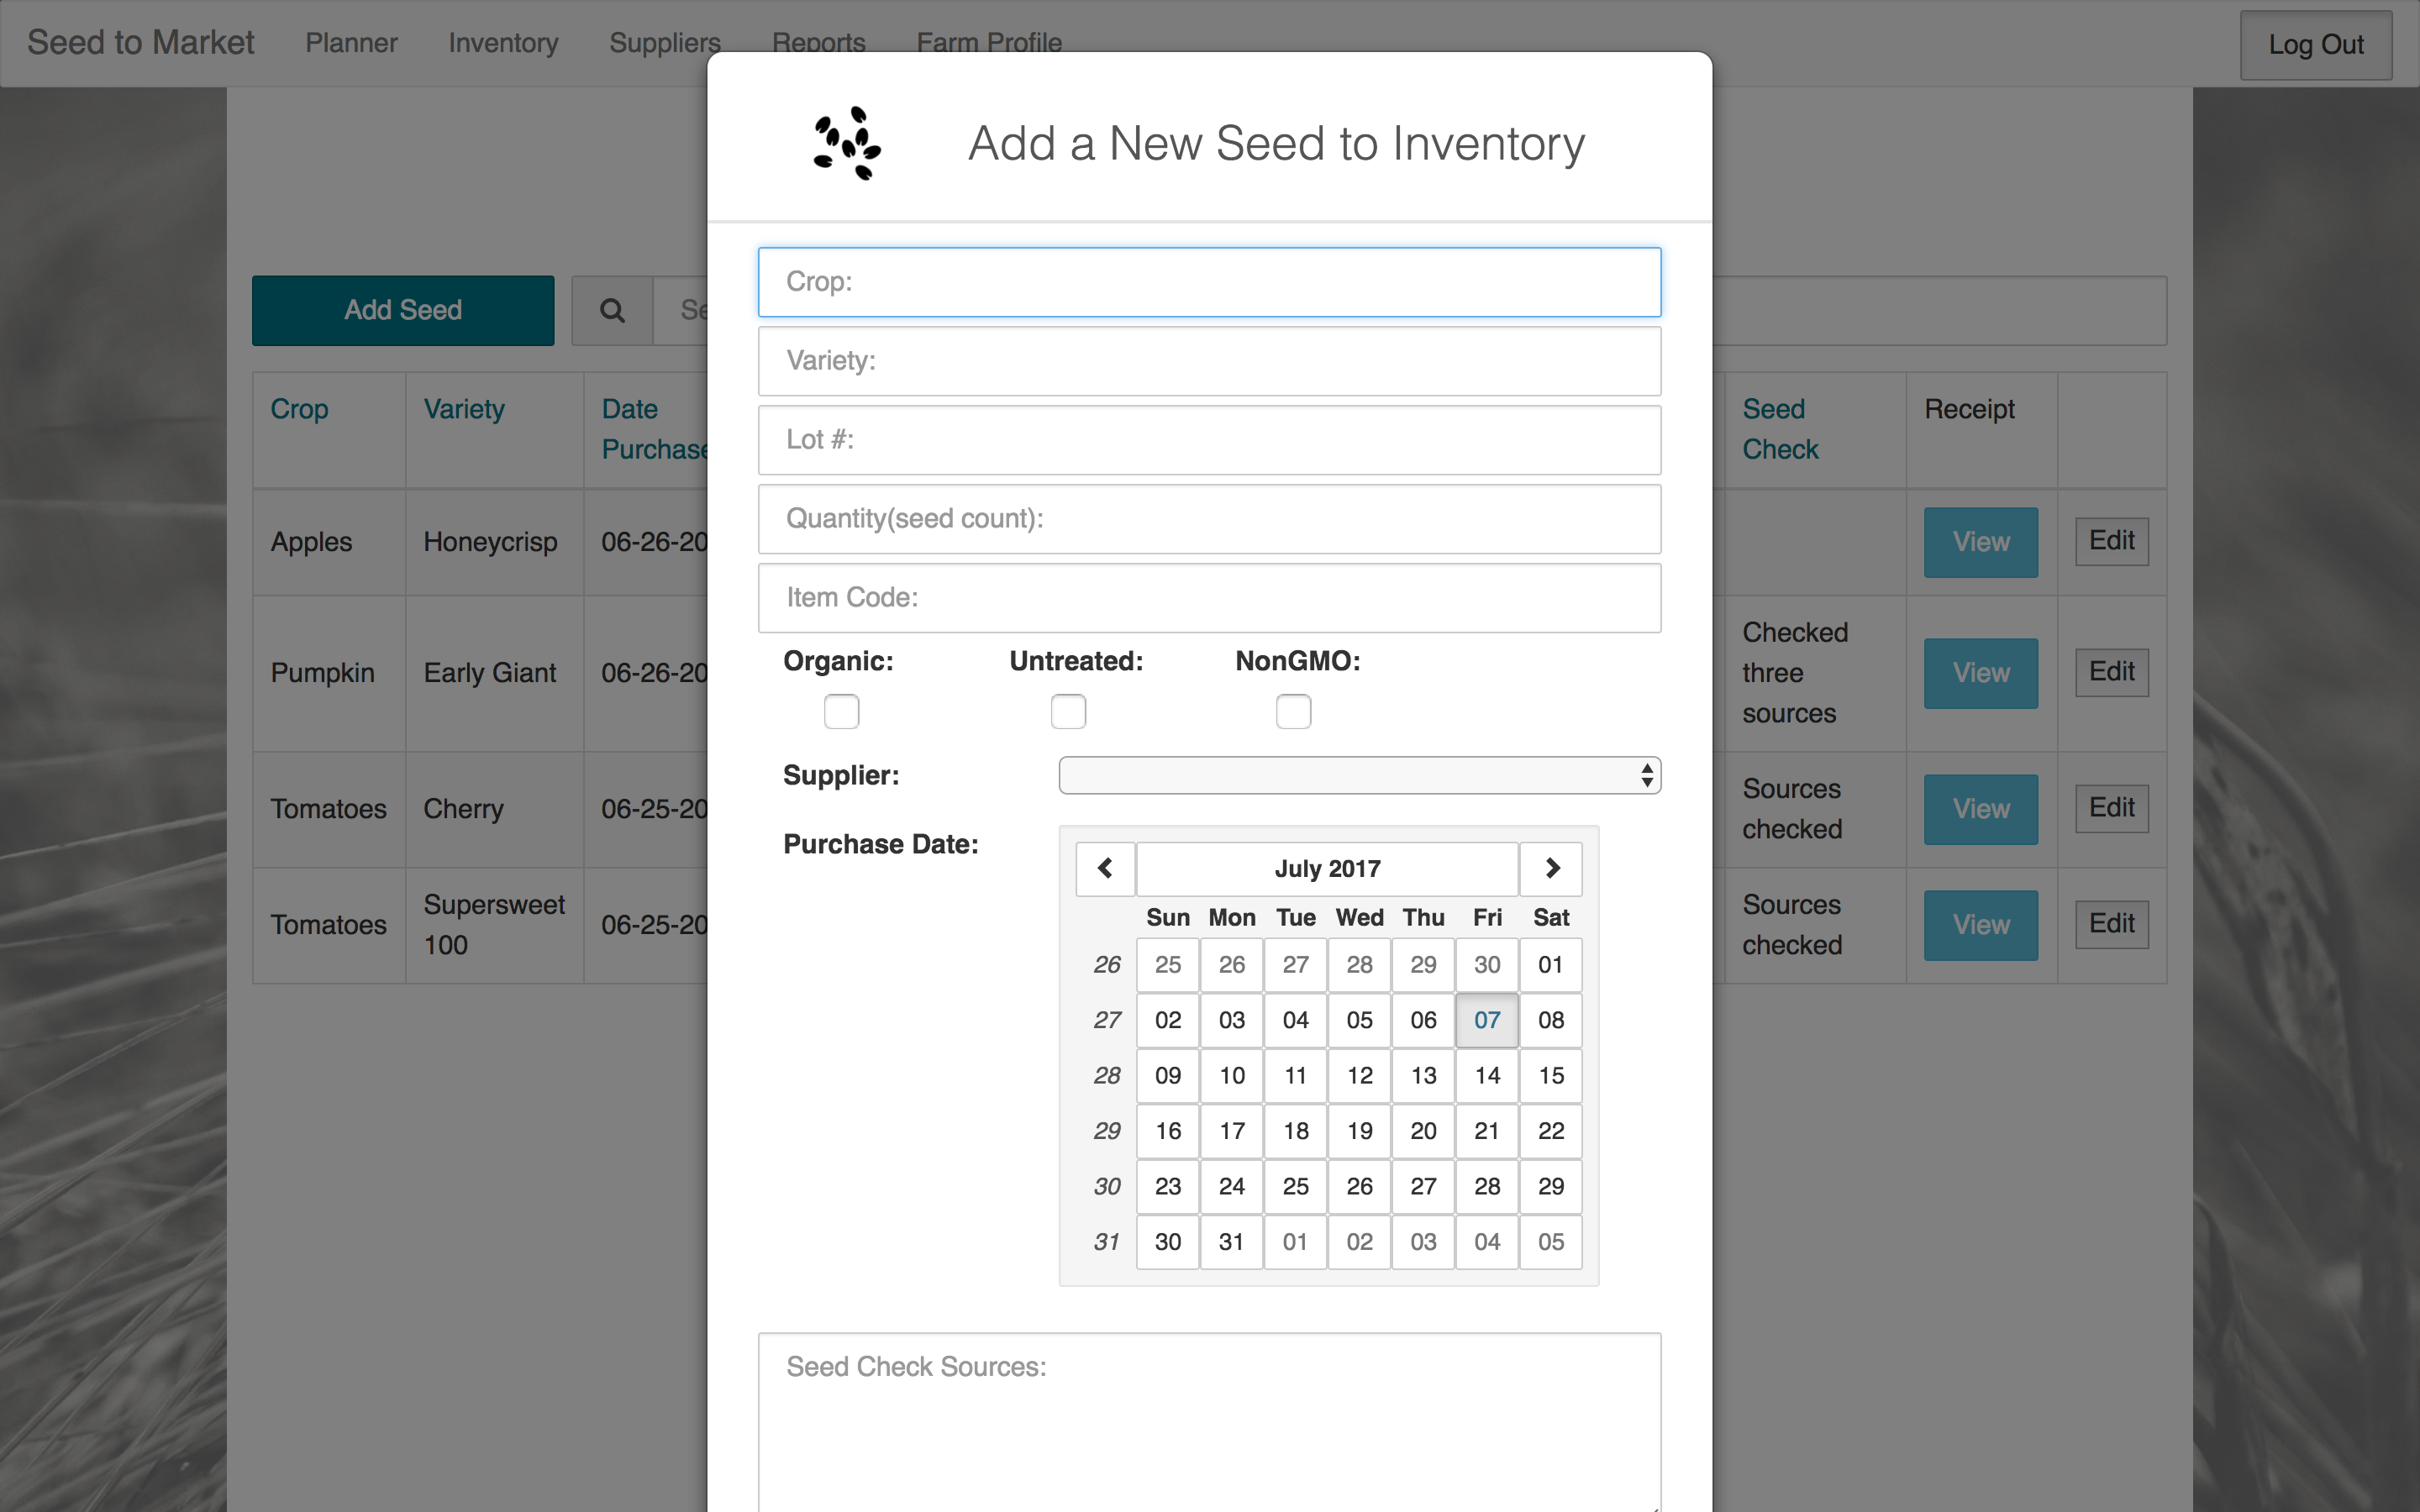 Seed to Market Planner Inventory Suppliers Reports Farm Profile Log Out
Add a New Seed to Inventory
Crop:
Variety:
Lot #:
Quantity(seed count):
Item Code:
Organic: Untreated: NonGMO:
Supplier:
Purchase Date:
July 2017
Sun Mon Tue Wed Thu Fri Sat
26 25 26 27 28 29 30 01
27 02 03 04 05 06 07 08
28 09 10 11 12 13 14 15
29 16 17 18 19 20 21 22
30 23 24 25 26 27 28 29
31 30 31 01 02 03 04 05
Seed Check Sources:
Add Seed
Crop Variety Date Seed Receipt
Purchase Check
Apples Honeycrisp 06-26-20 View Edit
Pumpkin Early Giant 06-26-20 Checked View Edit
three
sources
Tomatoes Cherry 06-25-20 Sources View Edit
checked
Tomatoes Supersweet 06-25-20 Sources View Edit
100 checked